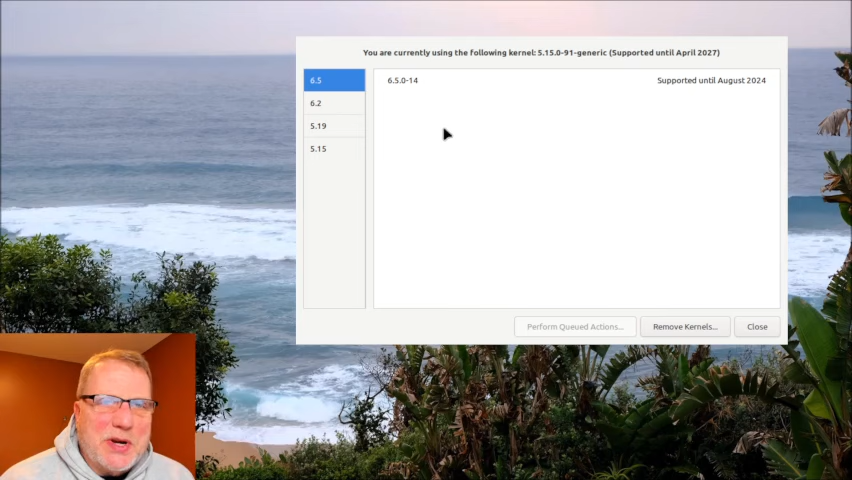 You are currently using the following kernel: 5.15.0-91-generic (Supported until April 2027)
6.5
6.5.0-14 Supported until August 2024
6.2
5.19
5.15
Perform Queued Actions... Remove Kernels... Close